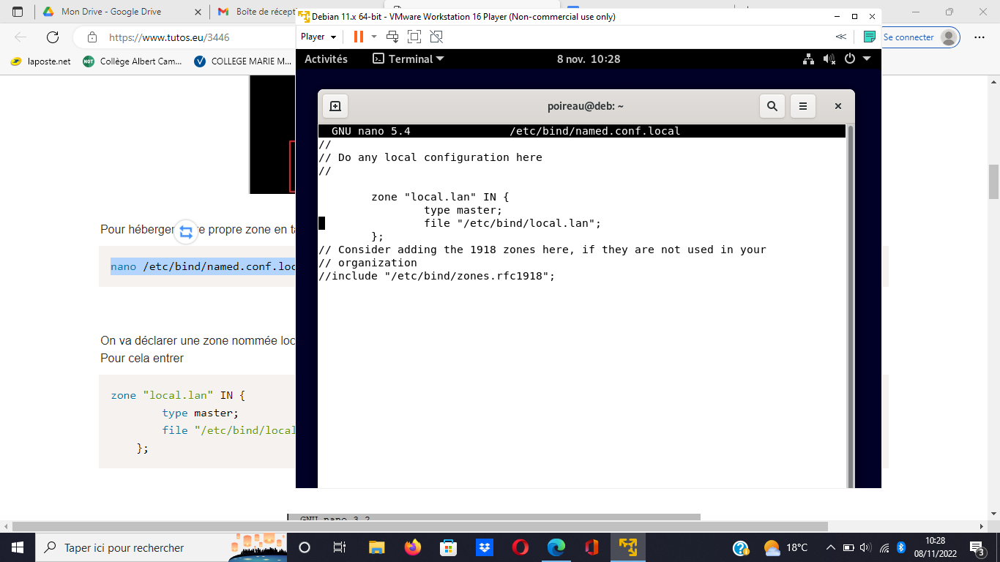 Mon Drive - Google Drive
Boîte de récepti
Debian 11.x 64-bit - VMware Workstation 16 Player (Non-commercial use only)
https://www.tutos.eu/3446
Player
Se connecter
laposte.net
Collège Albert Cam...
COLLEGE MARIE M...
Activités
Terminal
8 nov. 10:28
poireau@deb: ~
GNU nano 5.4 /etc/bind/named.conf.local
//
// Do any local configuration here
//
zone "local.lan" IN {
type master;
file "/etc/bind/local.lan";
};
// Consider adding the 1918 zones here, if they are not used in your
// organization
//include "/etc/bind/zones.rfc1918";
Pour héberger re propre zone en ta
nano /etc/bind/named.conf.loc
On va déclarer une zone nommée loc
Pour cela entrer
zone "local.lan" IN {
type master;
file "/etc/bind/local
};
GNU nano 3.2
Taper ici pour rechercher
18°C
10:28
08/11/2022
3